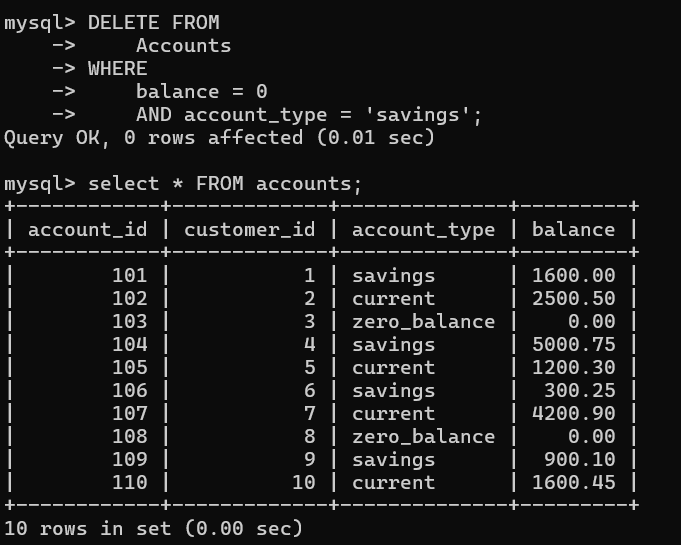 mysql> DELETE FROM
    ->     Accounts
    -> WHERE
    ->     balance = 0
    ->     AND account_type = 'savings';
Query OK, 0 rows affected (0.01 sec)

mysql> select * FROM accounts;
+------------+-------------+--------------+---------+
| account_id | customer_id | account_type | balance |
+------------+-------------+--------------+---------+
|        101 |           1 | savings      | 1600.00 |
|        102 |           2 | current      | 2500.50 |
|        103 |           3 | zero_balance |    0.00 |
|        104 |           4 | savings      | 5000.75 |
|        105 |           5 | current      | 1200.30 |
|        106 |           6 | savings      |  300.25 |
|        107 |           7 | current      | 4200.90 |
|        108 |           8 | zero_balance |    0.00 |
|        109 |           9 | savings      |  900.10 |
|        110 |          10 | current      | 1600.45 |
+------------+-------------+--------------+---------+
10 rows in set (0.00 sec)